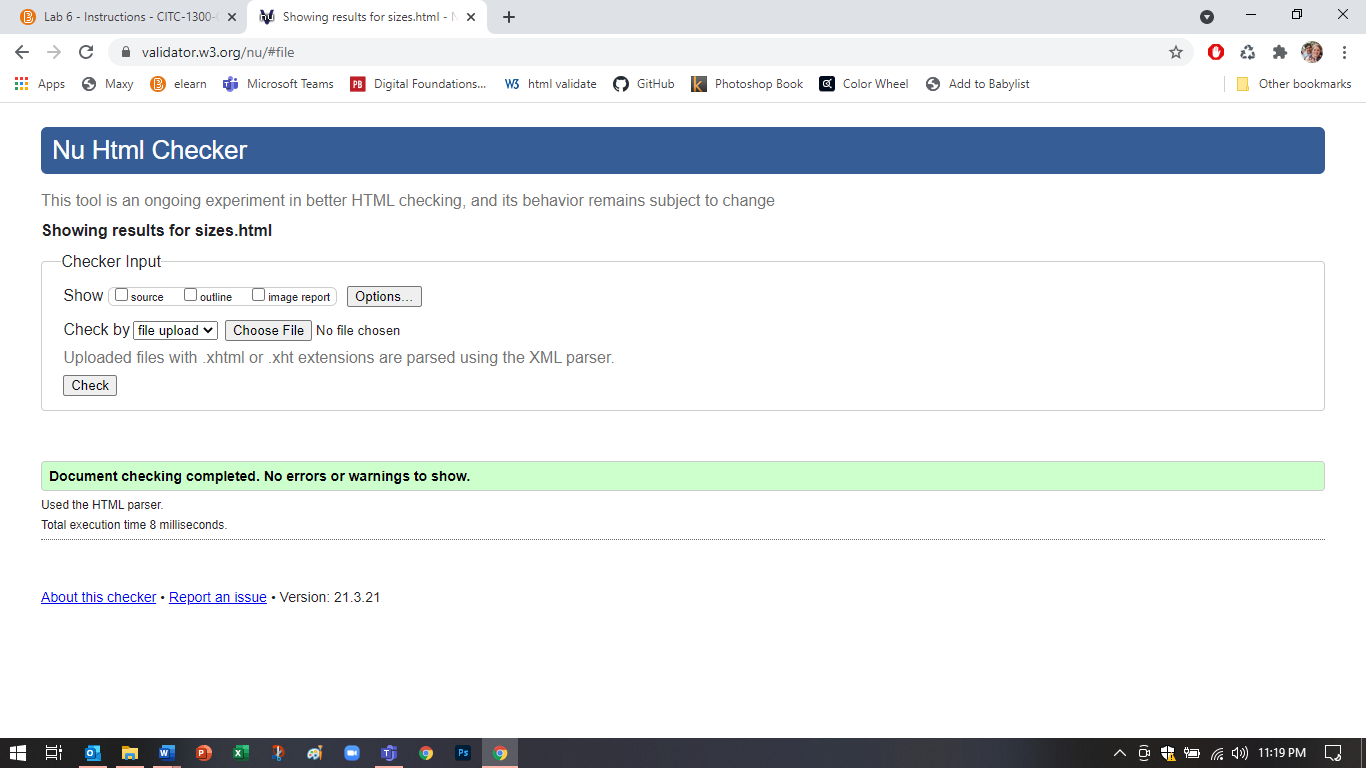 Lab 6 - Instructions - CITC-1300-
Showing results for sizes.html - N
validator.w3.org/nu/#file
Apps Maxy elearn Microsoft Teams Digital Foundations... html validate GitHub Photoshop Book Color Wheel Add to Babylist Other bookmarks
Nu Html Checker
This tool is an ongoing experiment in better HTML checking, and its behavior remains subject to change
Showing results for sizes.html
Checker Input
Show source outline image report Options...
Check by file upload Choose File No file chosen
Uploaded files with .xhtml or .xht extensions are parsed using the XML parser.
Check
Document checking completed. No errors or warnings to show.
Used the HTML parser.
Total execution time 8 milliseconds.
About this checker • Report an issue • Version: 21.3.21
11:19 PM